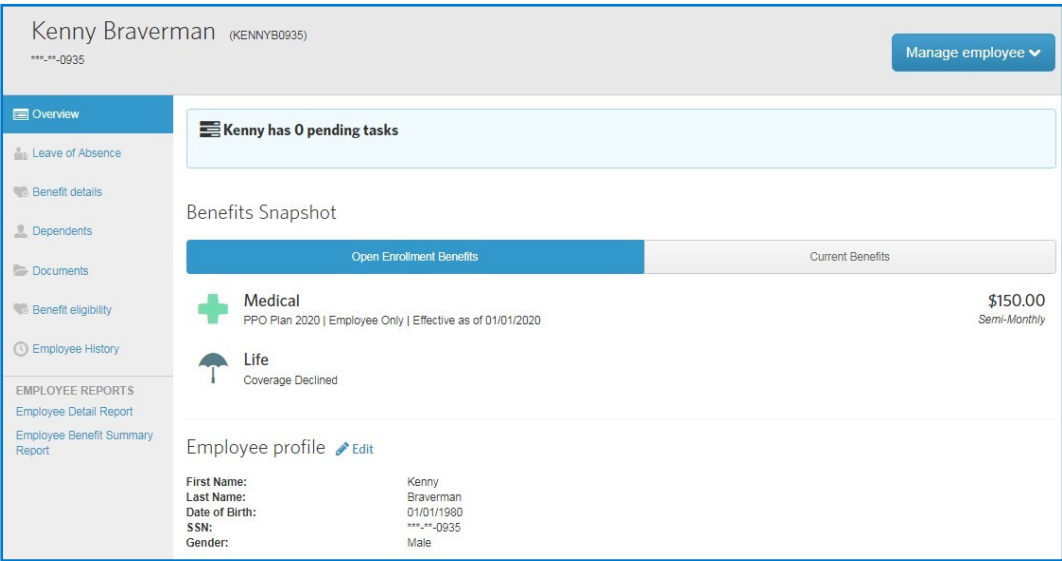 Kenny Braverman (KENNYB0935)
***-**-0935
Manage employee
Overview
Leave of Absence
Benefit details
Dependents
Documents
Benefit eligibility
Employee History
EMPLOYEE REPORTS
Employee Detail Report
Employee Benefit Summary
Report
Kenny has 0 pending tasks
Benefits Snapshot
Open Enrollment Benefits Current Benefits
Medical $150.00
PPO Plan 2020 | Employee Only | Effective as of 01/01/2020 Semi-Monthly
Life
Coverage Declined
Employee profile Edit
First Name: Kenny
Last Name: Braverman
Date of Birth: 01/01/1980
SSN: ***-**-0935
Gender: Male